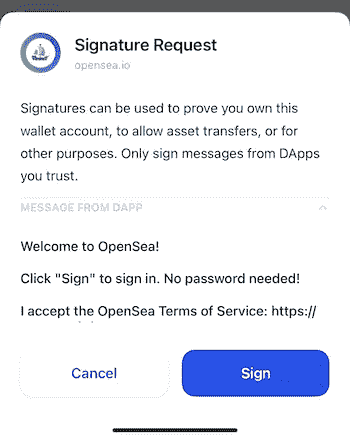 Signature Request
opensea.io
Signatures can be used to prove you own this
wallet account, to allow asset transfers, or for
other purposes. Only sign messages from DApps
you trust.
MESSAGE FROM DAPP
Welcome to OpenSea!
Click "Sign" to sign in. No password needed!
I accept the OpenSea Terms of Service: https://
Cancel
Sign